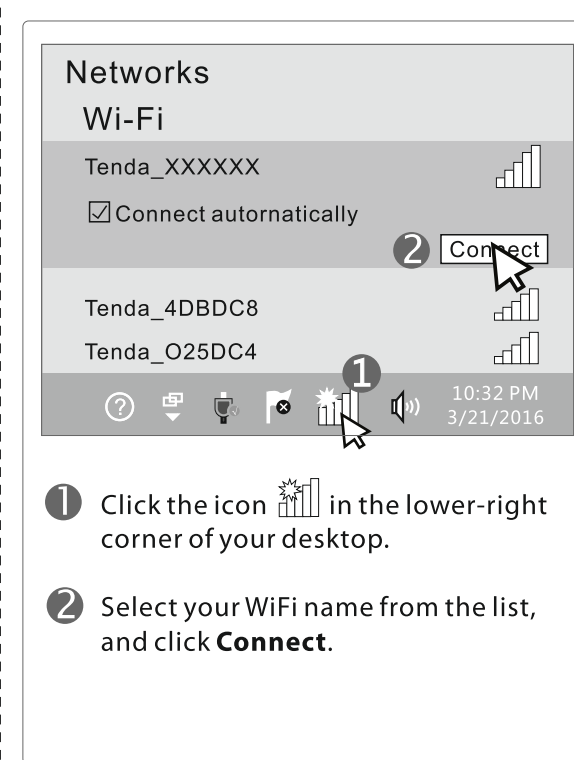 Networks
Wi-Fi
Tenda_XXXXXX
Connect autornatically
2 Connect
Tenda_4DBDC8
Tenda_O25DC4
1
10:32 PM
3/21/2016
1 Click the icon in the lower-right
corner of your desktop.
2 Select your WiFi name from the list,
and click Connect.